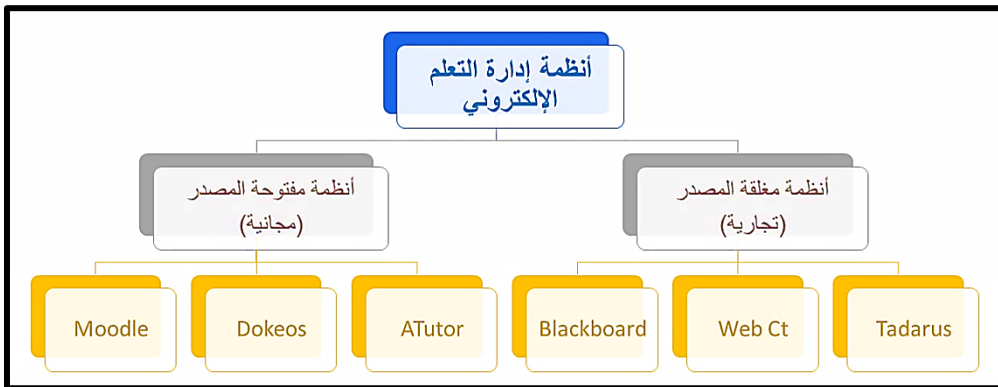 أنظمة إدارة التعلم
الإلكتروني
أنظمة مغلقة المصدر
(تجارية)
أنظمة مفتوحة المصدر
(مجانية)
Moodle
Dokeos
ATutor
Blackboard
Web Ct
Tadarus